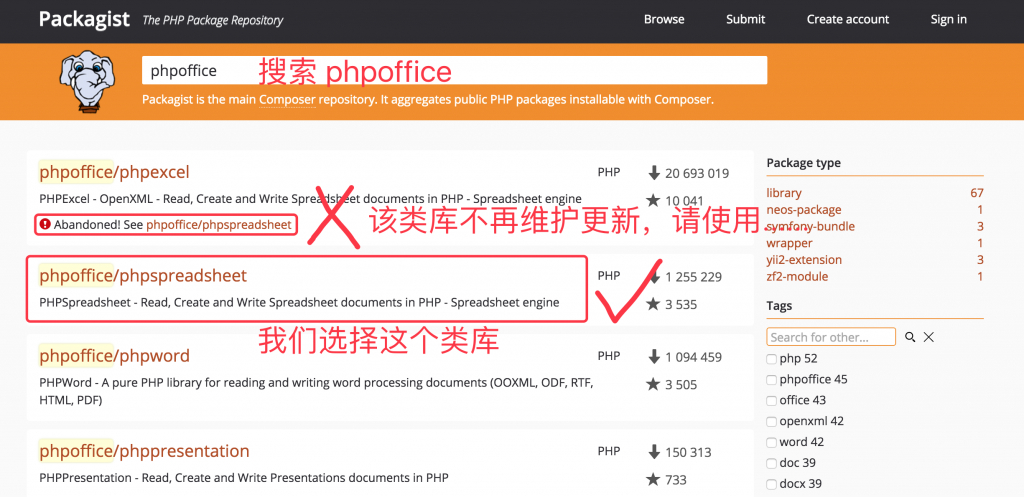 Packagist The PHP Package Repository
Browse Submit Create account Sign in
phpoffice 搜索 phpoffice
Packagist is the main Composer repository. It aggregates public PHP packages installable with Composer.
phpoffice/phpexcel
PHP 20 693 019
PHPExcel - OpenXML - Read, Create and Write Spreadsheet documents in PHP - Spreadsheet engine
10 041
Abandoned! See phpoffice/phpspreadsheet
该类库不再维护更新，请使用..
phpoffice/phpspreadsheet
PHP 1 255 229
PHPSpreadsheet - Read, Create and Write Spreadsheet documents in PHP - Spreadsheet engine
3 535
我们选择这个类库
phpoffice/phpword
PHP 1 094 459
PHPWord - A pure PHP library for reading and writing word processing documents (OOXML, ODF, RTF,
HTML, PDF)
3 505
phpoffice/phppresentation
PHP 150 313
PHPPresentation - Read, Create and Write Presentations documents in PHP
733
Package type
library 67
neos-package 1
symfony-bundle 3
wrapper 1
yii2-extension 3
zf2-module 1
Tags
Search for other...
php 52
phpoffice 45
office 43
openxml 42
word 42
doc 39
docx 39